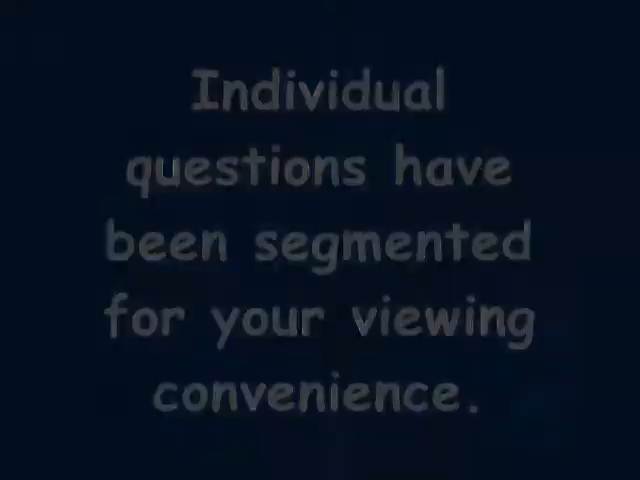 Individual
questions have
been segmented
for your viewing
convenience.